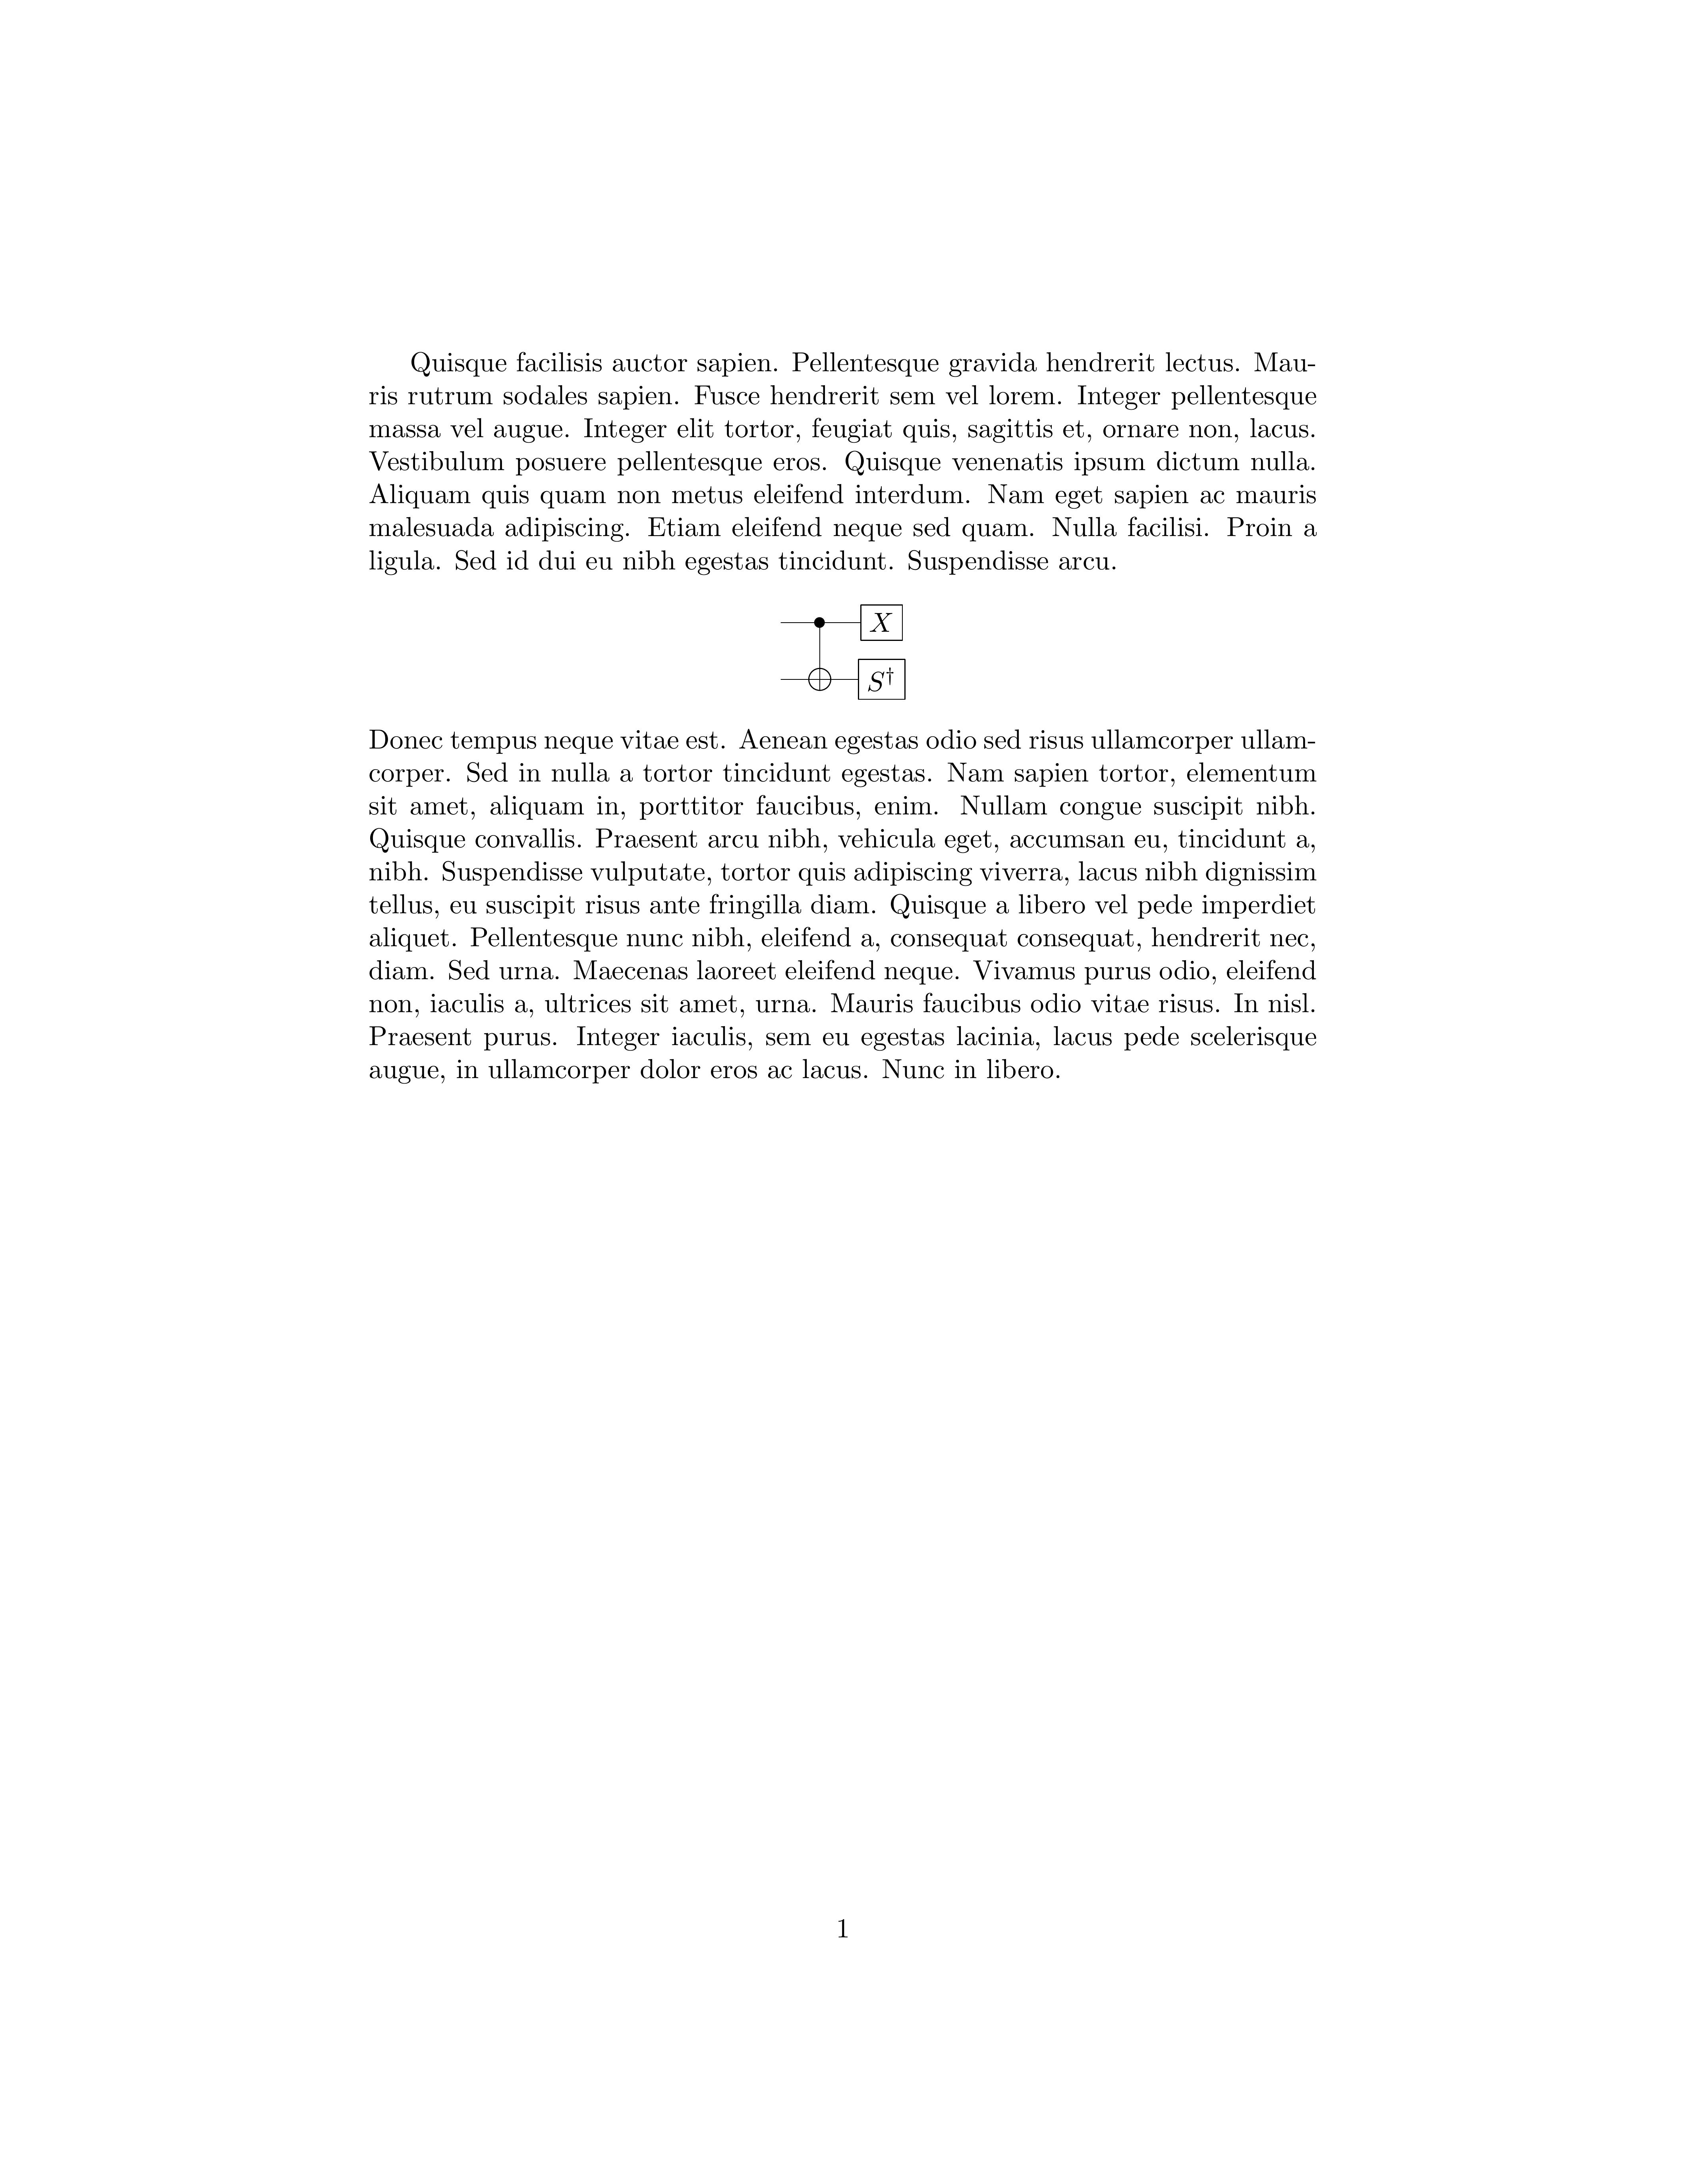 Quisque facilisis auctor sapien. Pellentesque gravida hendrerit lectus. Mau-
ris rutrum sodales sapien. Fusce hendrerit sem vel lorem. Integer pellentesque
massa vel augue. Integer elit tortor, feugiat quis, sagittis et, ornare non, lacus.
Vestibulum posuere pellentesque eros. Quisque venenatis ipsum dictum nulla.
Aliquam quis quam non metus eleifend interdum. Nam eget sapien ac mauris
malesuada adipiscing. Etiam eleifend neque sed quam. Nulla facilisi. Proin a
ligula. Sed id dui eu nibh egestas tincidunt. Suspendisse arcu.
X
S†
Donec tempus neque vitae est. Aenean egestas odio sed risus ullamcorper ullam-
corper. Sed in nulla a tortor tincidunt egestas. Nam sapien tortor, elementum
sit amet, aliquam in, porttitor faucibus, enim. Nullam congue suscipit nibh.
Quisque convallis. Praesent arcu nibh, vehicula eget, accumsan eu, tincidunt a,
nibh. Suspendisse vulputate, tortor quis adipiscing viverra, lacus nibh dignissim
tellus, eu suscipit risus ante fringilla diam. Quisque a libero vel pede imperdiet
aliquet. Pellentesque nunc nibh, eleifend a, consequat consequat, hendrerit nec,
diam. Sed urna. Maecenas laoreet eleifend neque. Vivamus purus odio, eleifend
non, iaculis a, ultrices sit amet, urna. Mauris faucibus odio vitae risus. In nisl.
Praesent purus. Integer iaculis, sem eu egestas lacinia, lacus pede scelerisque
augue, in ullamcorper dolor eros ac lacus. Nunc in libero.
1